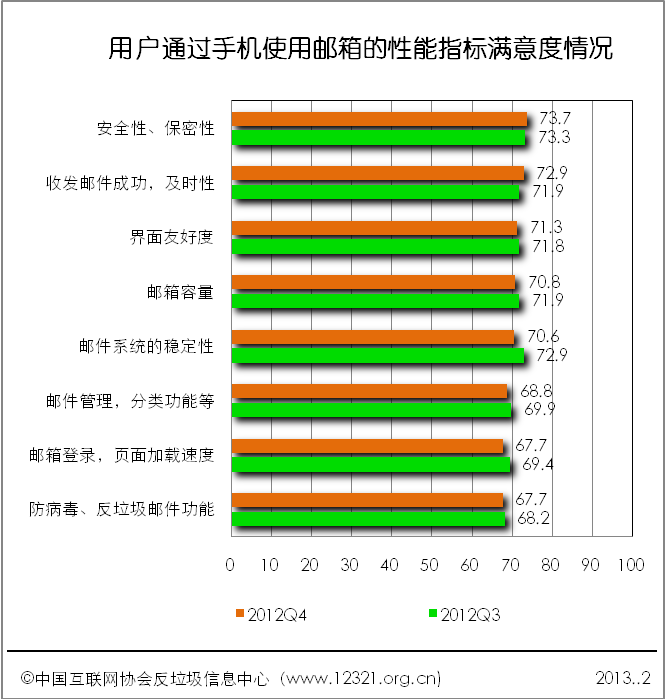 用户通过手机使用邮箱的性能指标满意度情况
安全性、保密性
73.7
73.3
收发邮件成功，及时性
72.9
71.9
界面友好度
71.3
71.8
邮箱容量
70.8
71.9
邮件系统的稳定性
70.6
72.9
邮件管理，分类功能等
68.8
69.9
邮箱登录，页面加载速度
67.7
69.4
防病毒、反垃圾邮件功能
67.7
68.2
0 10 20 30 40 50 60 70 80 90 100
2012Q4 2012Q3
©中国互联网协会反垃圾信息中心（www.12321.org.cn） 2013..2